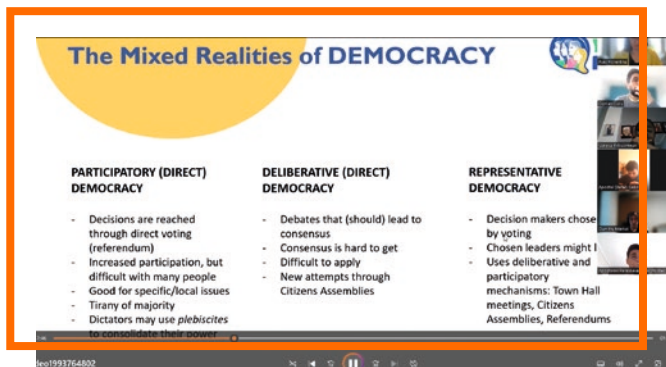 The Mixed Realities of DEMOCRACY
PARTICIPATORY (DIRECT)
DEMOCRACY
- Decisions are reached
through direct voting
(referendum)
- Increased participation, but
difficult with many people
- Good for specific/local issues
- Tirany of majority
- Dictators may use plebiscites
to consolidate their power
DELIBERATIVE (DIRECT)
DEMOCRACY
- Debates that (should) lead to
consensus
- Consensus is hard to get
- Difficult to apply
- New attempts through
Citizens Assemblies
REPRESENTATIVE
DEMOCRACY
- Decision makers chose
by voting
- Chosen leaders might
- Uses deliberative and
participatory
mechanisms: Town Hall
meetings, Citizens
Assemblies, Referendums
deo1993764802